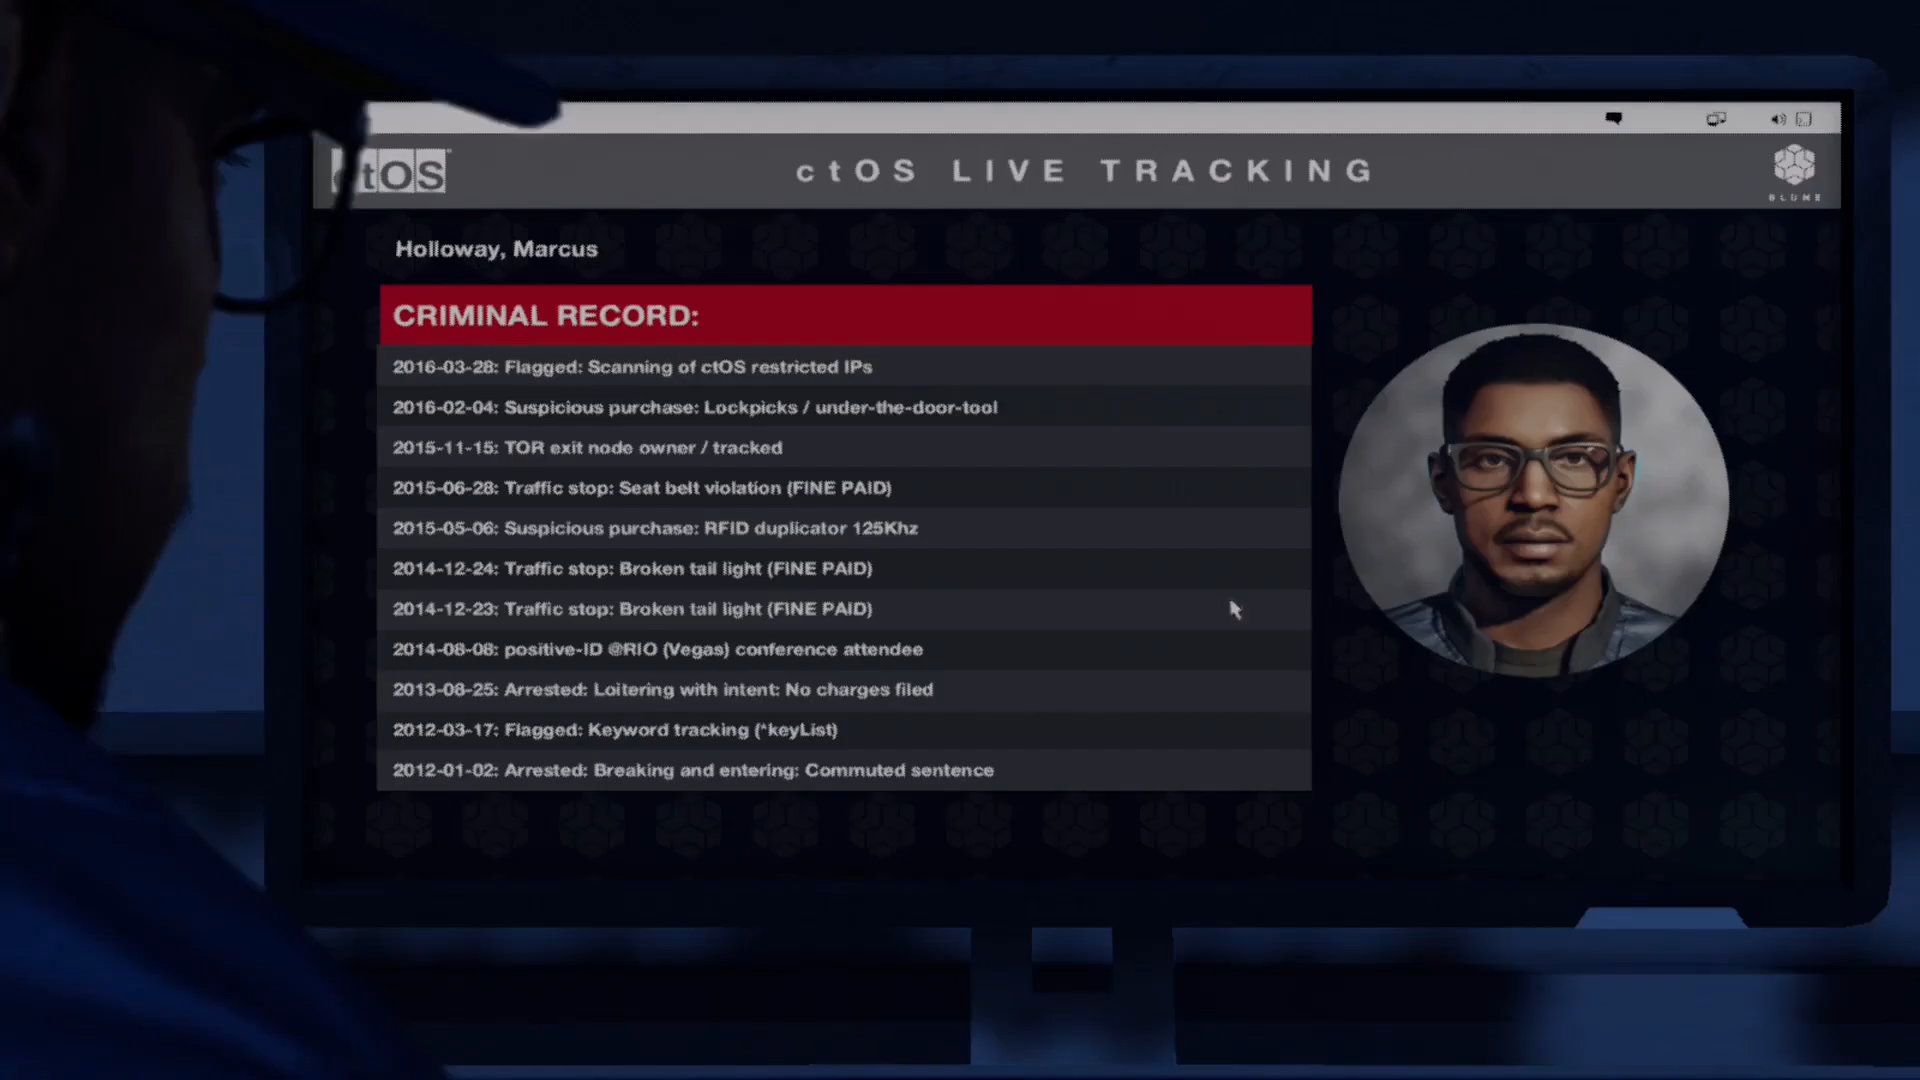 ctOS
ctOS LIVE TRACKING
BLUME
Holloway, Marcus
CRIMINAL RECORD:
2016-03-28: Flagged: Scanning of ctOS restricted IPs
2016-02-04: Suspicious purchase: Lockpicks / under-the-door-tool
2015-11-15: TOR exit node owner / tracked
2015-06-28: Traffic stop: Seat belt violation (FINE PAID)
2015-05-06: Suspicious purchase: RFID duplicator 125Khz
2014-12-24: Traffic stop: Broken tail light (FINE PAID)
2014-12-23: Traffic stop: Broken tail light (FINE PAID)
2014-08-08: positive-ID @RIO (Vegas) conference attendee
2013-08-25: Arrested: Loitering with intent: No charges filed
2012-03-17: Flagged: Keyword tracking (*keyList)
2012-01-02: Arrested: Breaking and entering: Commuted sentence